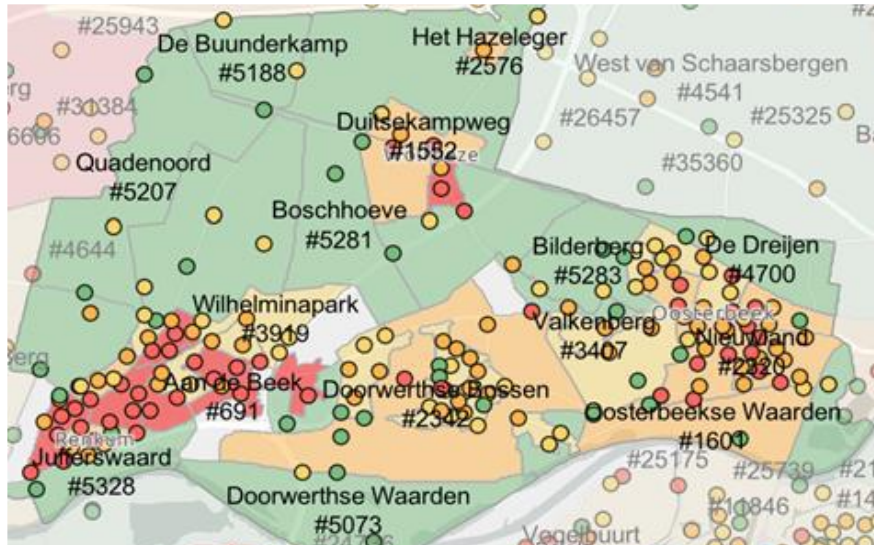 #25943
De Buunderkamp
#5188
Het Hazeleger
#2576
West van Schaarsbergen
#4541
#31384
#26457
#25325
Duitsekampweg
#1552
#35360
Quadenoord
#5207
Boschhoeve
#5281
#4644
Bilderberg
#5283
De Dreijen
#4700
Wilhelminapark
#3919
Oosterbeek
Valkenberg
#3407
Nieuwland
#2320
Aan de Beek
#691
Doorwerthse Bossen
#2342
Oosterbeekse Waarden
#1601
Renkum
Jufferswaard
#5328
Doorwerthse Waarden
#5073
#25175
#25739
#11846
Vogelbuurt